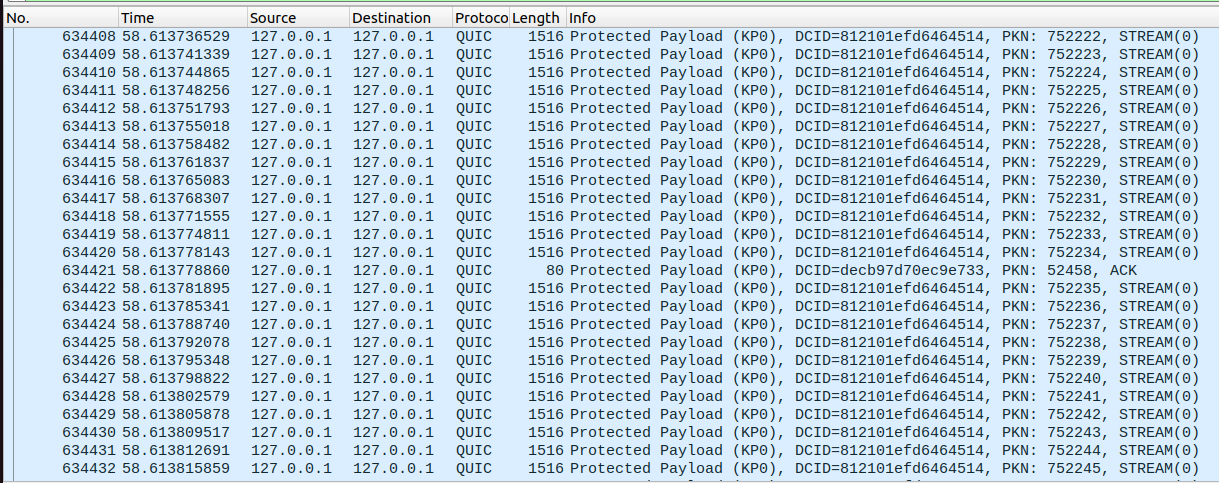 No. Time Source Destination Protoco Length Info
634408 58.613736529 127.0.0.1 127.0.0.1 QUIC 1516 Protected Payload (KP0), DCID=812101efd6464514, PKN: 752222, STREAM(0)
634409 58.613741339 127.0.0.1 127.0.0.1 QUIC 1516 Protected Payload (KP0), DCID=812101efd6464514, PKN: 752223, STREAM(0)
634410 58.613744865 127.0.0.1 127.0.0.1 QUIC 1516 Protected Payload (KP0), DCID=812101efd6464514, PKN: 752224, STREAM(0)
634411 58.613748256 127.0.0.1 127.0.0.1 QUIC 1516 Protected Payload (KP0), DCID=812101efd6464514, PKN: 752225, STREAM(0)
634412 58.613751793 127.0.0.1 127.0.0.1 QUIC 1516 Protected Payload (KP0), DCID=812101efd6464514, PKN: 752226, STREAM(0)
634413 58.613755018 127.0.0.1 127.0.0.1 QUIC 1516 Protected Payload (KP0), DCID=812101efd6464514, PKN: 752227, STREAM(0)
634414 58.613758482 127.0.0.1 127.0.0.1 QUIC 1516 Protected Payload (KP0), DCID=812101efd6464514, PKN: 752228, STREAM(0)
634415 58.613761837 127.0.0.1 127.0.0.1 QUIC 1516 Protected Payload (KP0), DCID=812101efd6464514, PKN: 752229, STREAM(0)
634416 58.613765083 127.0.0.1 127.0.0.1 QUIC 1516 Protected Payload (KP0), DCID=812101efd6464514, PKN: 752230, STREAM(0)
634417 58.613768307 127.0.0.1 127.0.0.1 QUIC 1516 Protected Payload (KP0), DCID=812101efd6464514, PKN: 752231, STREAM(0)
634418 58.613771555 127.0.0.1 127.0.0.1 QUIC 1516 Protected Payload (KP0), DCID=812101efd6464514, PKN: 752232, STREAM(0)
634419 58.613774811 127.0.0.1 127.0.0.1 QUIC 1516 Protected Payload (KP0), DCID=812101efd6464514, PKN: 752233, STREAM(0)
634420 58.613778143 127.0.0.1 127.0.0.1 QUIC 1516 Protected Payload (KP0), DCID=812101efd6464514, PKN: 752234, STREAM(0)
634421 58.613778860 127.0.0.1 127.0.0.1 QUIC 80 Protected Payload (KP0), DCID=decb97d70ec9e733, PKN: 52458, ACK
634422 58.613781895 127.0.0.1 127.0.0.1 QUIC 1516 Protected Payload (KP0), DCID=812101efd6464514, PKN: 752235, STREAM(0)
634423 58.613785341 127.0.0.1 127.0.0.1 QUIC 1516 Protected Payload (KP0), DCID=812101efd6464514, PKN: 752236, STREAM(0)
634424 58.613788740 127.0.0.1 127.0.0.1 QUIC 1516 Protected Payload (KP0), DCID=812101efd6464514, PKN: 752237, STREAM(0)
634425 58.613792078 127.0.0.1 127.0.0.1 QUIC 1516 Protected Payload (KP0), DCID=812101efd6464514, PKN: 752238, STREAM(0)
634426 58.613795348 127.0.0.1 127.0.0.1 QUIC 1516 Protected Payload (KP0), DCID=812101efd6464514, PKN: 752239, STREAM(0)
634427 58.613798822 127.0.0.1 127.0.0.1 QUIC 1516 Protected Payload (KP0), DCID=812101efd6464514, PKN: 752240, STREAM(0)
634428 58.613802579 127.0.0.1 127.0.0.1 QUIC 1516 Protected Payload (KP0), DCID=812101efd6464514, PKN: 752241, STREAM(0)
634429 58.613805878 127.0.0.1 127.0.0.1 QUIC 1516 Protected Payload (KP0), DCID=812101efd6464514, PKN: 752242, STREAM(0)
634430 58.613809517 127.0.0.1 127.0.0.1 QUIC 1516 Protected Payload (KP0), DCID=812101efd6464514, PKN: 752243, STREAM(0)
634431 58.613812691 127.0.0.1 127.0.0.1 QUIC 1516 Protected Payload (KP0), DCID=812101efd6464514, PKN: 752244, STREAM(0)
634432 58.613815859 127.0.0.1 127.0.0.1 QUIC 1516 Protected Payload (KP0), DCID=812101efd6464514, PKN: 752245, STREAM(0)